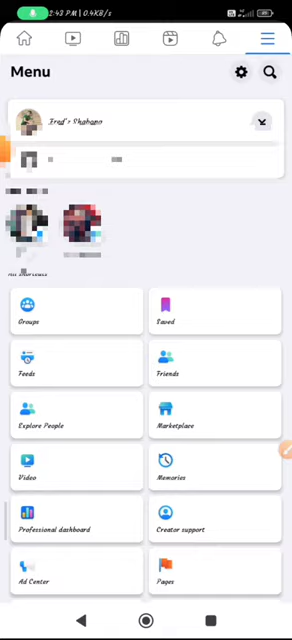 2:43 PM | 0.4KB/s
Menu
Groups
Saved
Feeds
Friends
Explore People
Marketplace
Video
Memories
Professional dashboard
Creator support
Ad Center
Pages